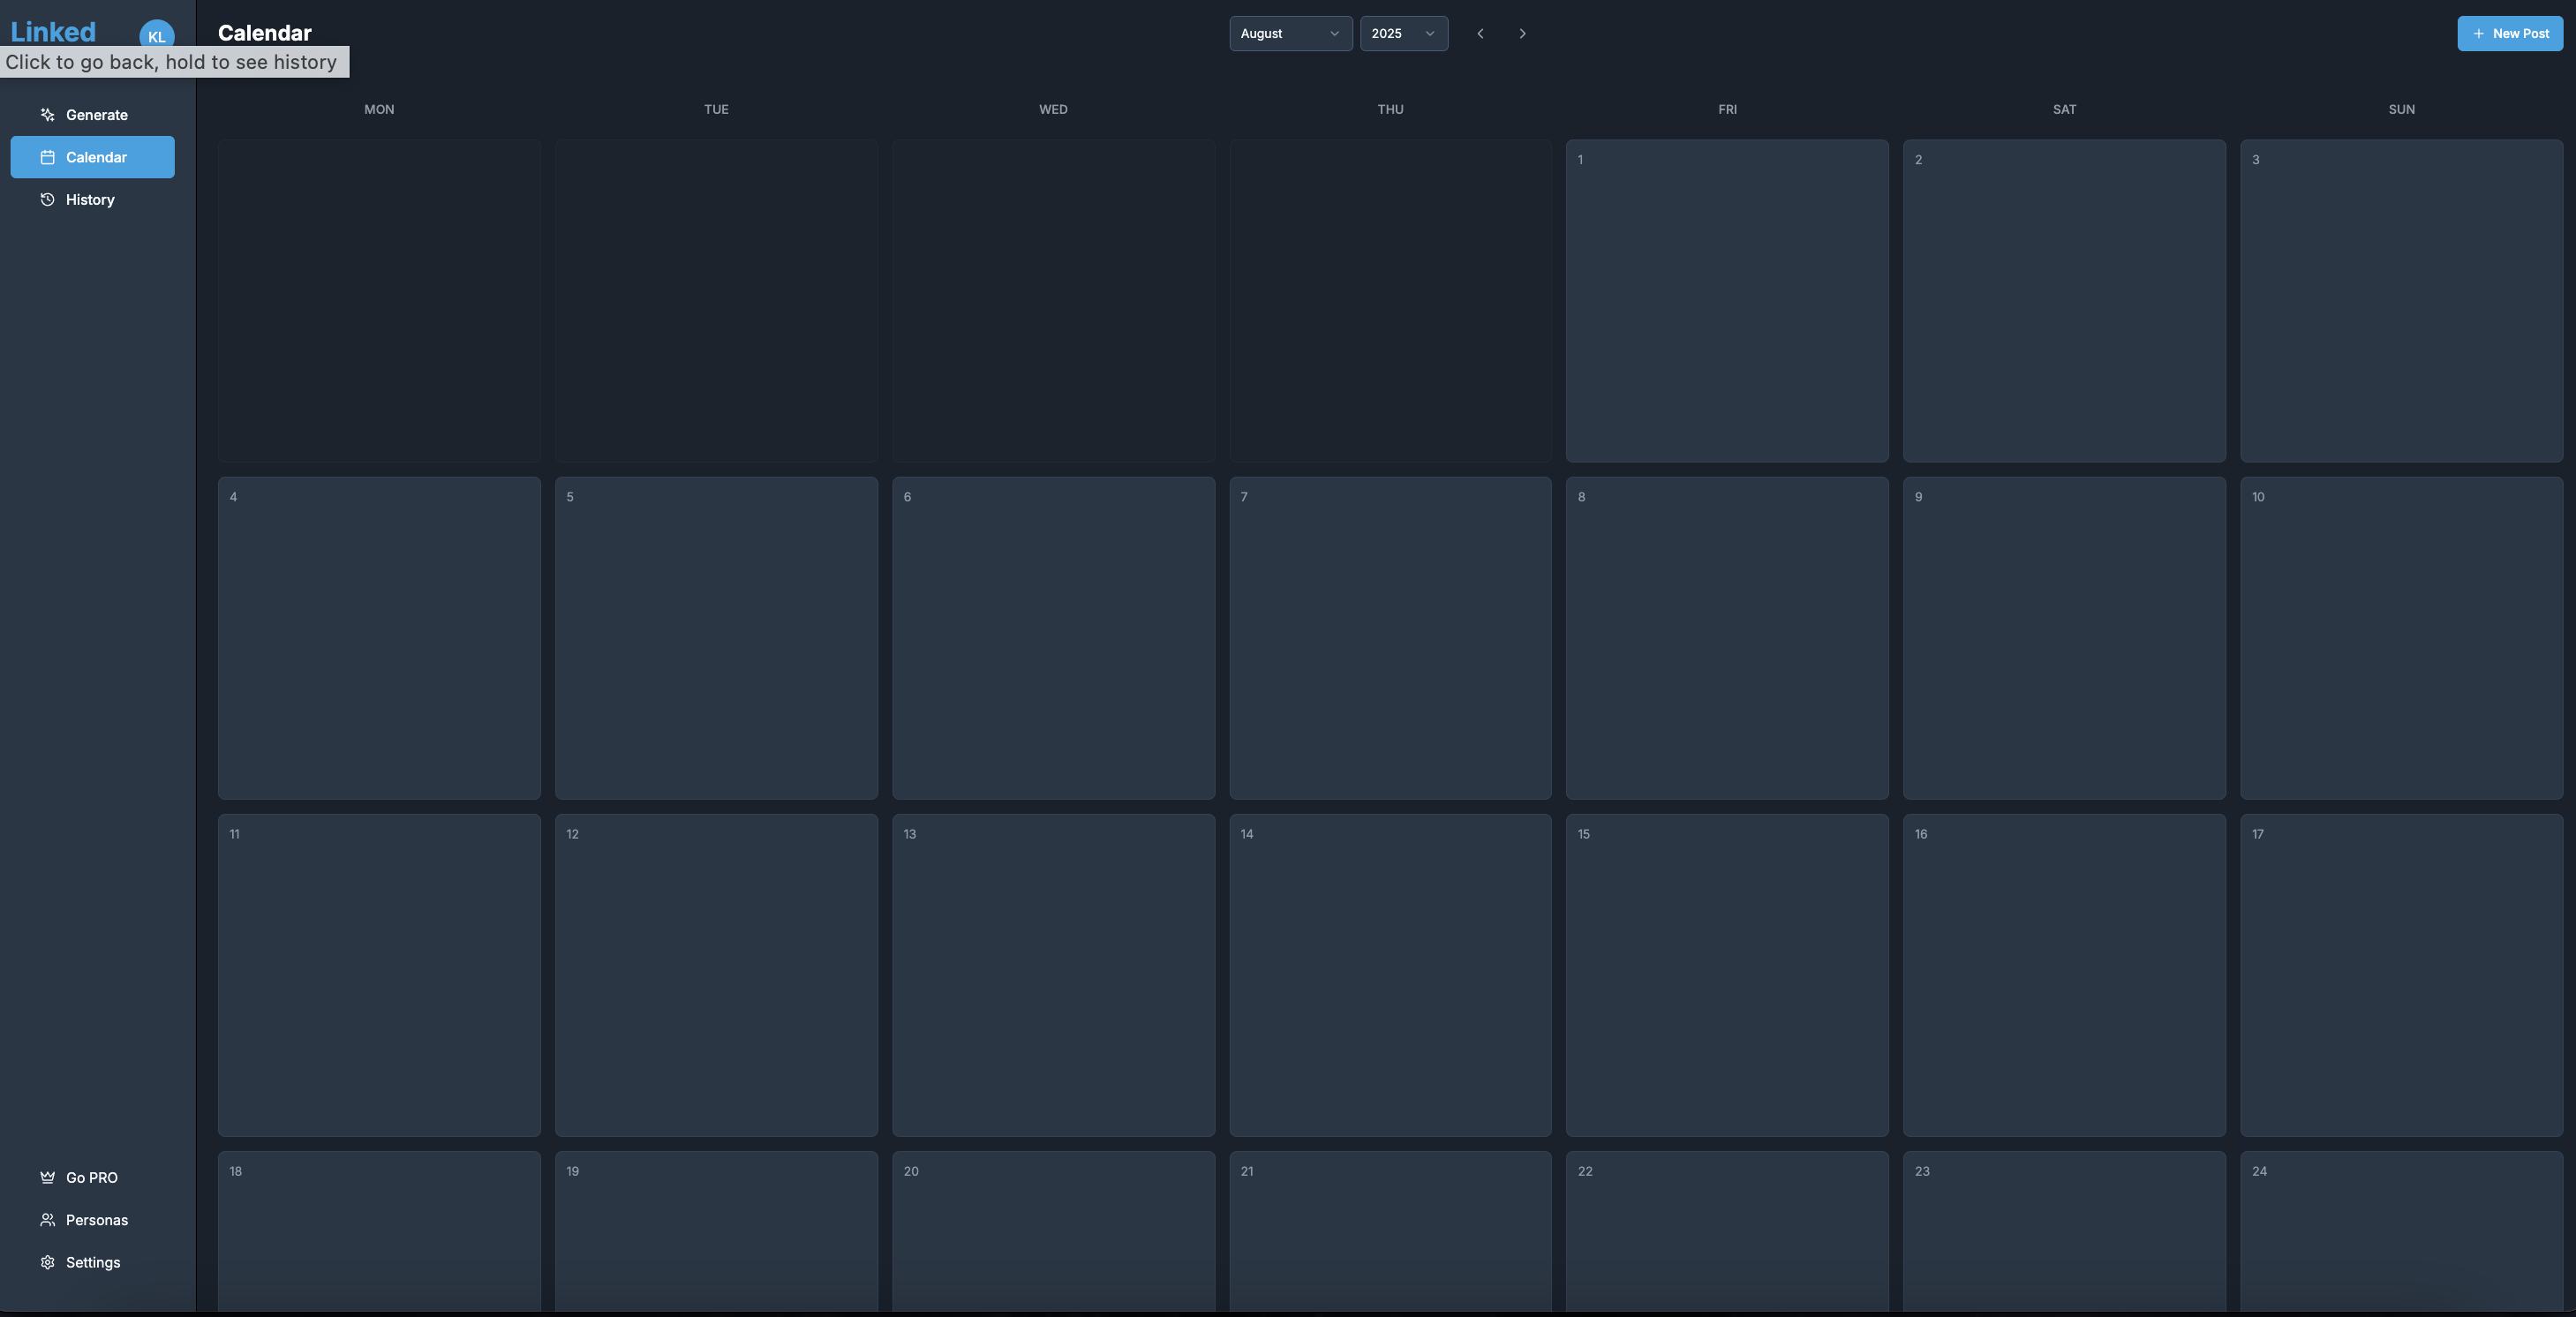 Linked
KL
Click to go back, hold to see history
Generate
Calendar
History
Go PRO
Personas
Settings
Calendar
August
2025
New Post
MON TUE WED THU FRI SAT SUN
1 2 3
4 5 6 7 8 9 10
11 12 13 14 15 16 17
18 19 20 21 22 23 24